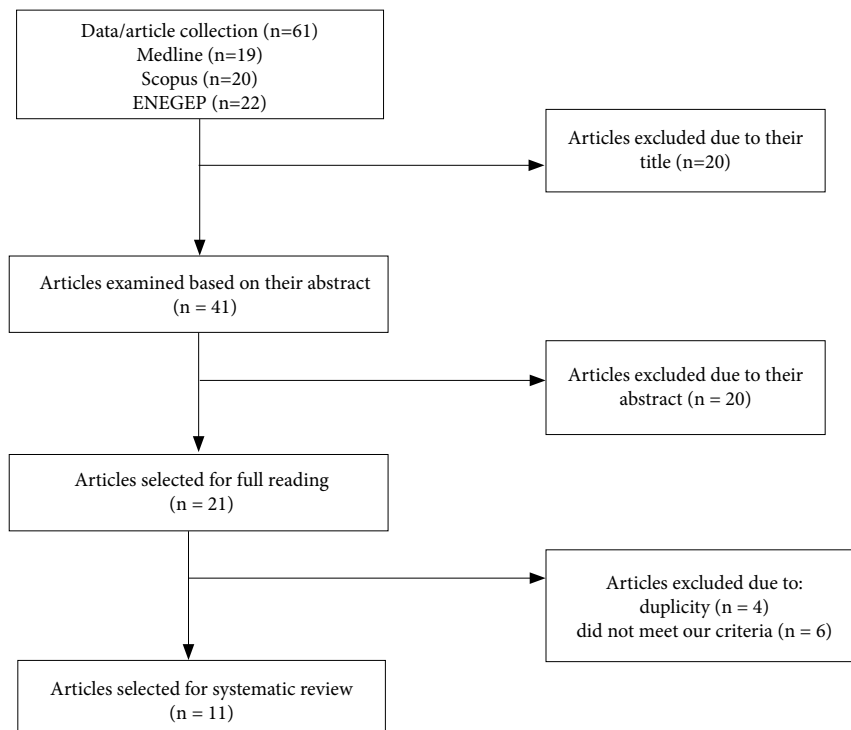 Data/article collection (n=61)
Medline (n=19)
Scopus (n=20)
ENEGEP (n=22)
Articles excluded due to their
title (n=20)
Articles examined based on their abstract
(n = 41)
Articles excluded due to their
abstract (n = 20)
Articles selected for full reading
(n = 21)
Articles excluded due to:
duplicity (n = 4)
did not meet our criteria (n = 6)
Articles selected for systematic review
(n = 11)